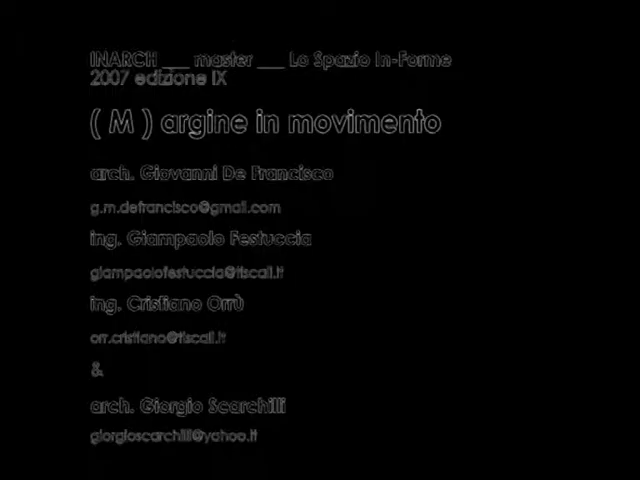 INARCH ___ master ___ Lo Spazio In-Forme
2007 edizione IX
( M ) argine in movimento
arch. Giovanni De Francisco
g.m.defrancisco@gmail.com
ing. Giampaolo Festuccia
giampaolofestuccia@tiscali.it
ing. Cristiano Orrù
orr.cristiano@tiscali.it
&
arch. Giorgio Scarchilli
giorgioscarchilli@yahoo.it